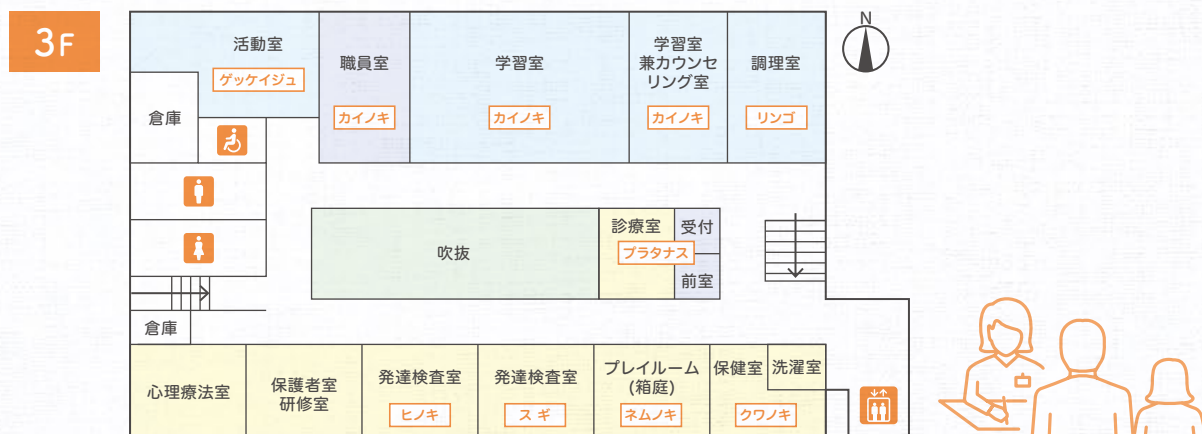 3F
N
活動室
ゲッケイジュ
職員室
カイノキ
学習室
カイノキ
学習室
兼カウンセ
リング室
カイノキ
調理室
リンゴ
倉庫
吹抜
診療室
プラタナス
受付
前室
倉庫
心理療法室
保護者室
研修室
発達検査室
ヒノキ
発達検査室
スギ
プレイルーム
(箱庭)
ネムノキ
保健室
洗濯室
クワノキ